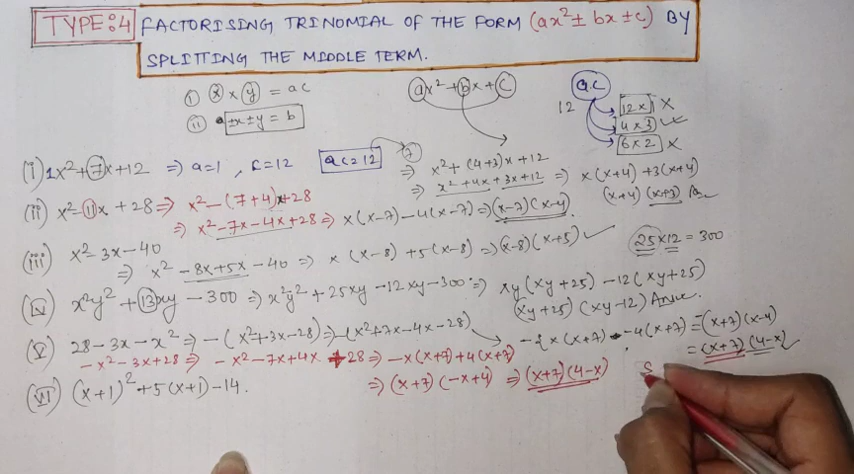 TYPE:4 FACTORISING TRINOMIAL OF THE FORM (ax²± bx ± c) BY
SPLITTING THE MIDDLE TERM.
(i) x × y = ac
(ii) ±x ± y = b
ax² + bx + c
ac
12
12 × 1 ×
4 × 3 ✓
6 × 2 ×
(i) 1x² + 7x + 12 ⇒ a=1 , c=12
ac = 12
7
⇒ x² + (4+3)x + 12
⇒ x² + 4x + 3x + 12 ⇒ x(x+4) + 3(x+4)
(x+4) (x+3)
(ii) x² - 11x + 28 ⇒ x² - (7+4)x + 28
⇒ x² - 7x - 4x + 28 ⇒ x(x-7) - 4(x-7) ⇒ (x-7)(x-4)
(iii) x² - 3x - 40
⇒ x² - 8x + 5x - 40 ⇒ x(x-8) + 5(x-8) ⇒ (x-8)(x+5) ✓
25 × 12 = 300
(iv) x²y² + 13xy - 300 ⇒ x²y² + 25xy - 12xy - 300 ⇒ xy(xy+25) - 12(xy+25)
(xy+25) (xy-12) Answer.
(v) 28 - 3x - x² ⇒ -(x² + 3x - 28) ⇒ -(x² + 7x - 4x - 28)
-{x(x+7) - 4(x+7) = -(x+7)(x-4)
= (x+7)(4-x)
-x² - 3x + 28 ⇒ -x² - 7x + 4x + 28 ⇒ -x(x+7) + 4(x+7)
⇒ (x+7)(-x+4) ⇒ (x+7)(4-x)
S
(vi) (x+1)² + 5(x+1) - 14.